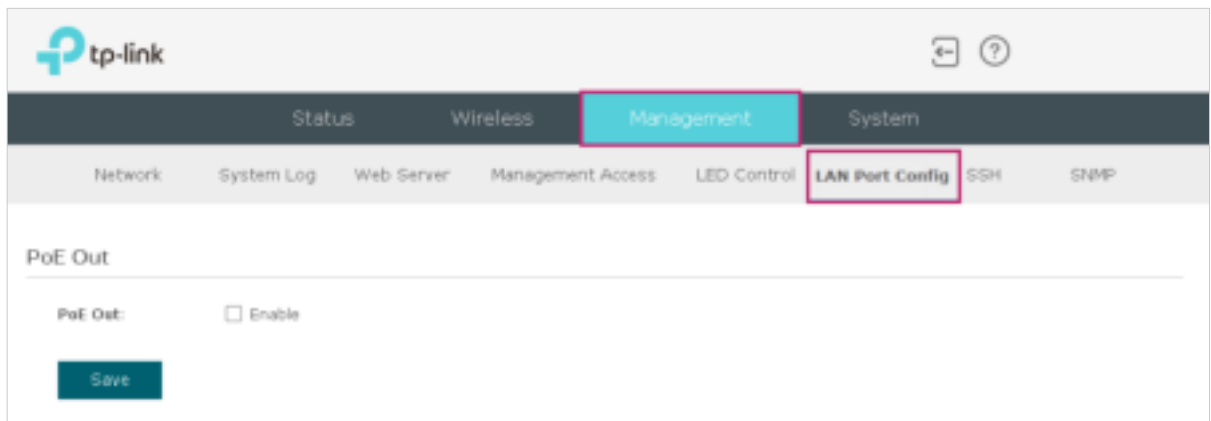 tp-link
?
Status Wireless Management System
Network System Log Web Server Management Access LED Control LAN Port Config SSH SNMP
PoE Out
PoE Out: Enable
Save